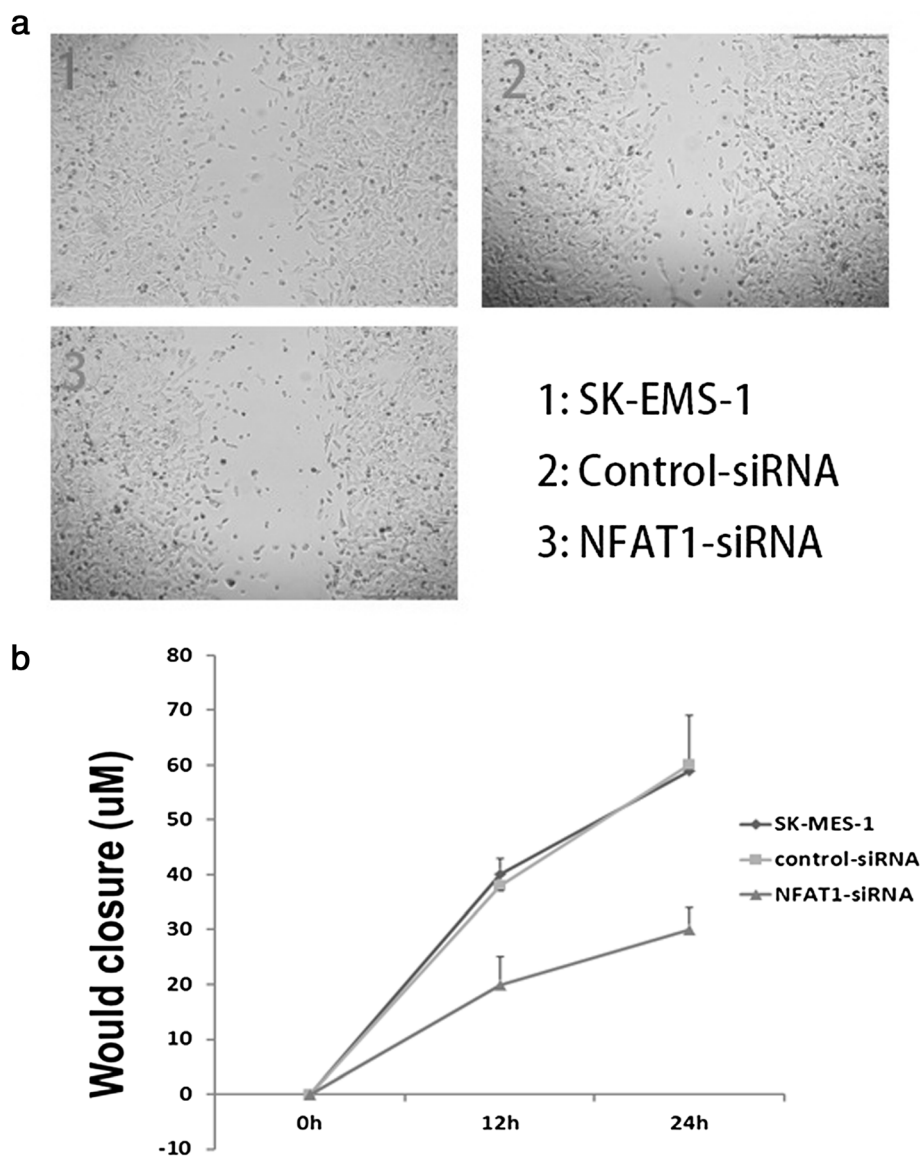 a
1
2
3
1: SK-EMS-1
2: Control-siRNA
3: NFAT1-siRNA
b
Would closure (uM)
80
70
60
50
40
30
20
10
0
-10
0h
12h
24h
SK-MES-1
control-siRNA
NFAT1-siRNA